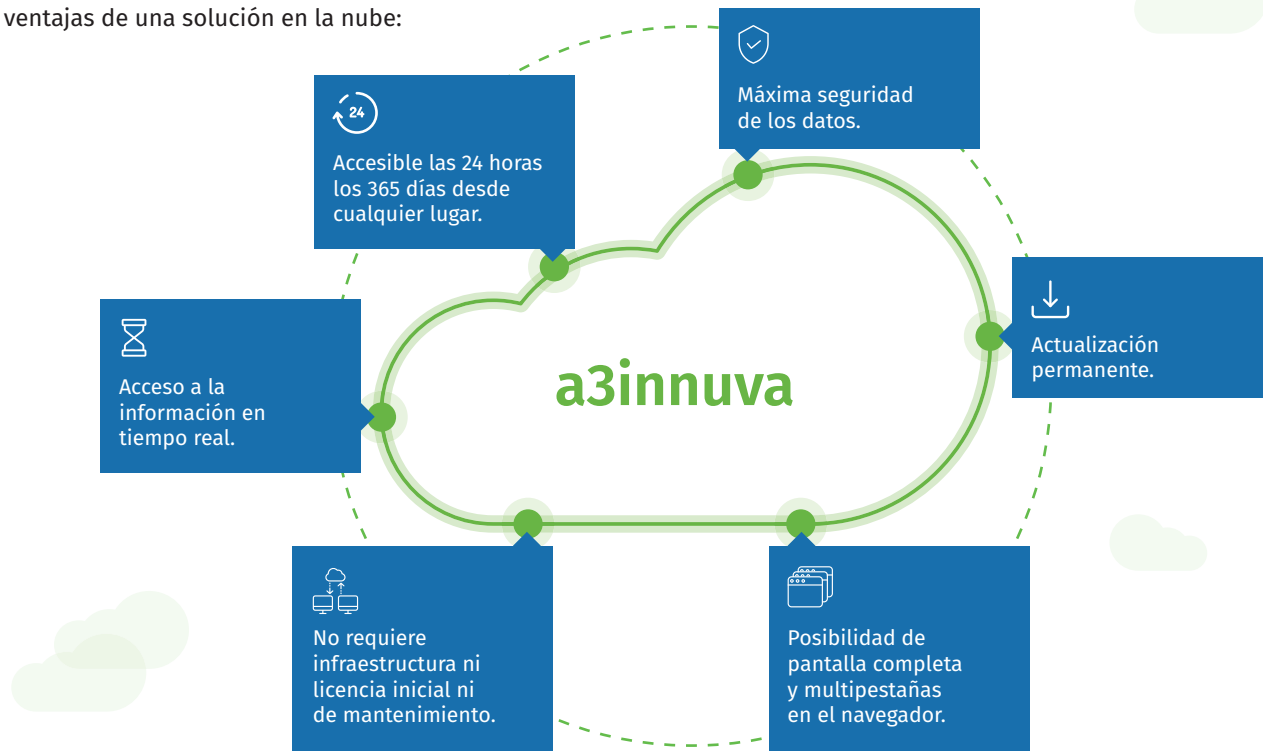 ventajas de una solución en la nube:
Máxima seguridad
de los datos.
24
Accesible las 24 horas
los 365 días desde
cualquier lugar.
Actualización
permanente.
Acceso a la
información en
tiempo real.
a3innuva
No requiere
infraestructura ni
licencia inicial ni
de mantenimiento.
Posibilidad de
pantalla completa
y multipestañas
en el navegador.